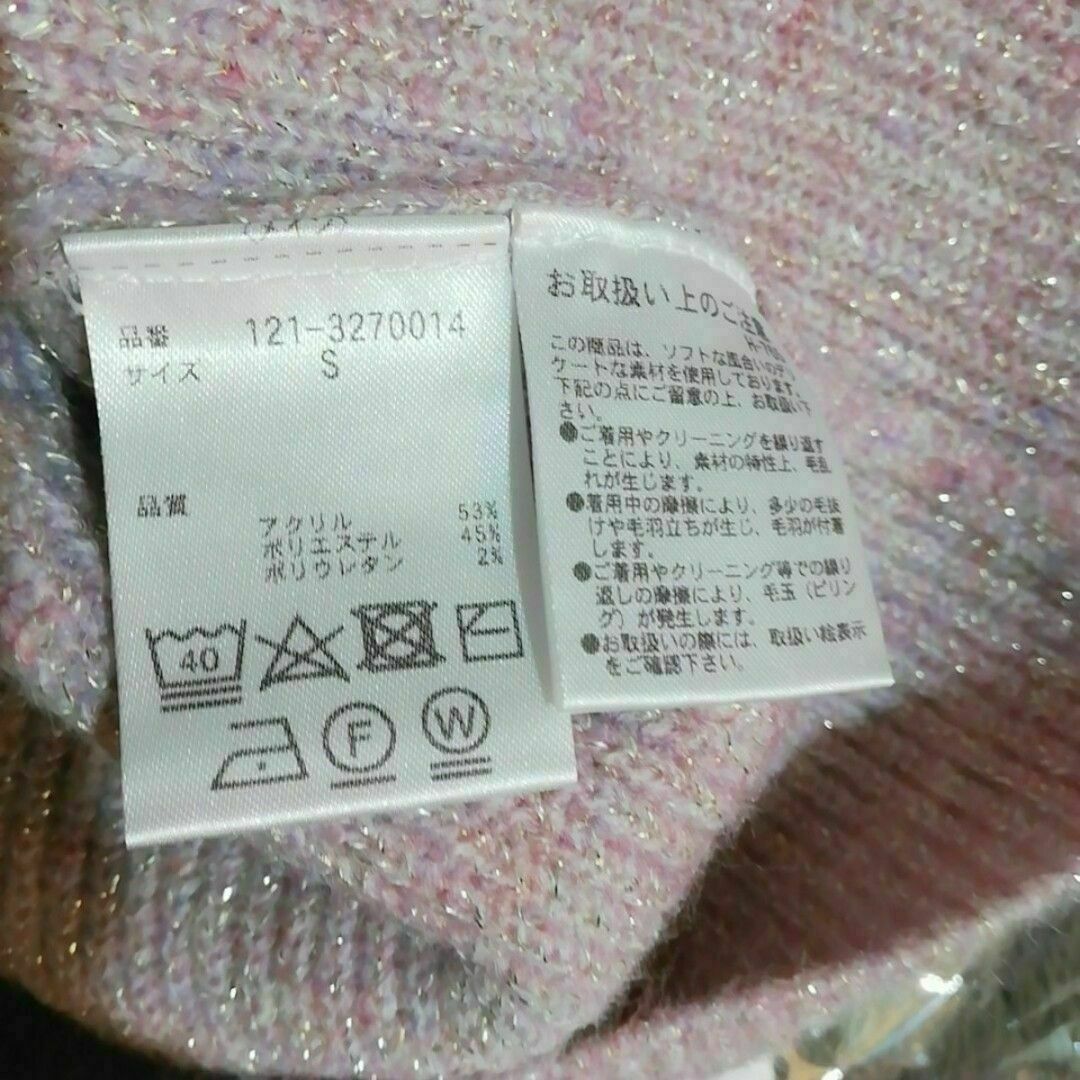 品番 121-3270014
サイズ S
品質
アクリル 53%
ポリエステル 45%
ポリウレタン 2%
40
F
W
お取扱い上のご注
この商品は、ソフトな風合いのデリ
ケートな素材を使用しております。
下記の点にご留意の上、お取扱い下
さい。
●ご着用やクリーニングを繰り返す
ことにより、素材の特性上、毛乱
れが生じます。
●着用中の摩擦により、多少の毛抜
けや毛羽立ちが生じ、毛羽が付着
します。
●ご着用やクリーニング等での繰り
返しの摩擦により、毛玉（ピリン
グ）が発生します。
●お取扱いの際には、取扱い絵表示
をご確認下さい。